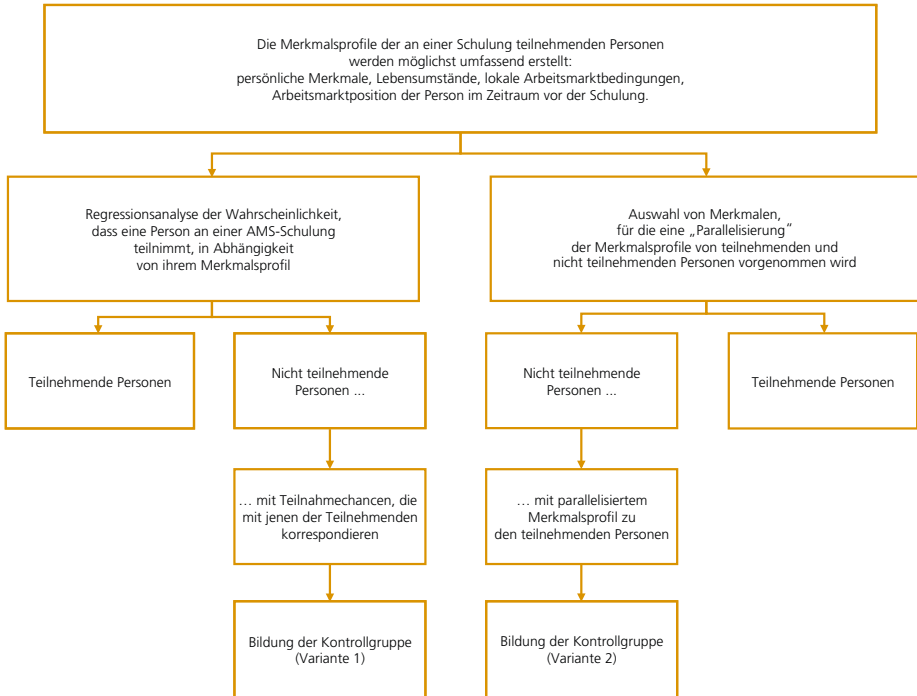 Die Merkmalsprofile der an einer Schulung teilnehmenden Personen
werden möglichst umfassend erstellt:
persönliche Merkmale, Lebensumstände, lokale Arbeitsmarktbedingungen,
Arbeitsmarktposition der Person im Zeitraum vor der Schulung.
Regressionsanalyse der Wahrscheinlichkeit,
dass eine Person an einer AMS-Schulung
teilnimmt, in Abhängigkeit
von ihrem Merkmalsprofil
Auswahl von Merkmalen,
für die eine „Parallelisierung"
der Merkmalsprofile von teilnehmenden und
nicht teilnehmenden Personen vorgenommen wird
Teilnehmende Personen
Nicht teilnehmende
Personen ...
Nicht teilnehmende
Personen ...
Teilnehmende Personen
… mit Teilnahmechancen, die
mit jenen der Teilnehmenden
korrespondieren
… mit parallelisiertem
Merkmalsprofil zu
den teilnehmenden Personen
Bildung der Kontrollgruppe
(Variante 1)
Bildung der Kontrollgruppe
(Variante 2)